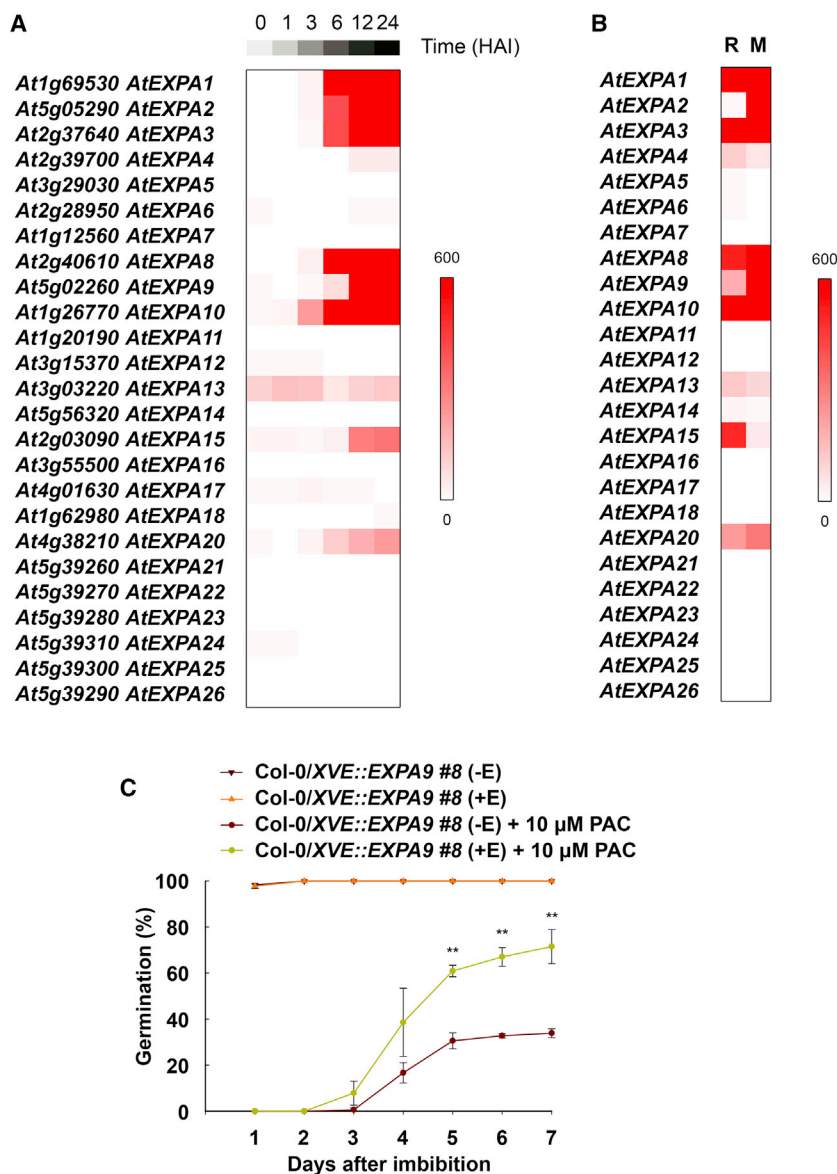 A
0 1 3 6 12 24
Time (HAI)
At1g69530 AtEXPA1
At5g05290 AtEXPA2
At2g37640 AtEXPA3
At2g39700 AtEXPA4
At3g29030 AtEXPA5
At2g28950 AtEXPA6
At1g12560 AtEXPA7
At2g40610 AtEXPA8
At5g02260 AtEXPA9
At1g26770 AtEXPA10
At1g20190 AtEXPA11
At3g15370 AtEXPA12
At3g03220 AtEXPA13
At5g56320 AtEXPA14
At2g03090 AtEXPA15
At3g55500 AtEXPA16
At4g01630 AtEXPA17
At1g62980 AtEXPA18
At4g38210 AtEXPA20
At5g39260 AtEXPA21
At5g39270 AtEXPA22
At5g39280 AtEXPA23
At5g39310 AtEXPA24
At5g39300 AtEXPA25
At5g39290 AtEXPA26
600
0
B
R M
AtEXPA1
AtEXPA2
AtEXPA3
AtEXPA4
AtEXPA5
AtEXPA6
AtEXPA7
AtEXPA8
AtEXPA9
AtEXPA10
AtEXPA11
AtEXPA12
AtEXPA13
AtEXPA14
AtEXPA15
AtEXPA16
AtEXPA17
AtEXPA18
AtEXPA20
AtEXPA21
AtEXPA22
AtEXPA23
AtEXPA24
AtEXPA25
AtEXPA26
600
0
C
Col-0/XVE::EXPA9 #8 (-E)
Col-0/XVE::EXPA9 #8 (+E)
Col-0/XVE::EXPA9 #8 (-E) + 10 µM PAC
Col-0/XVE::EXPA9 #8 (+E) + 10 µM PAC
Germination (%)
100
80
60
40
20
0
** ** **
1 2 3 4 5 6 7
Days after imbibition